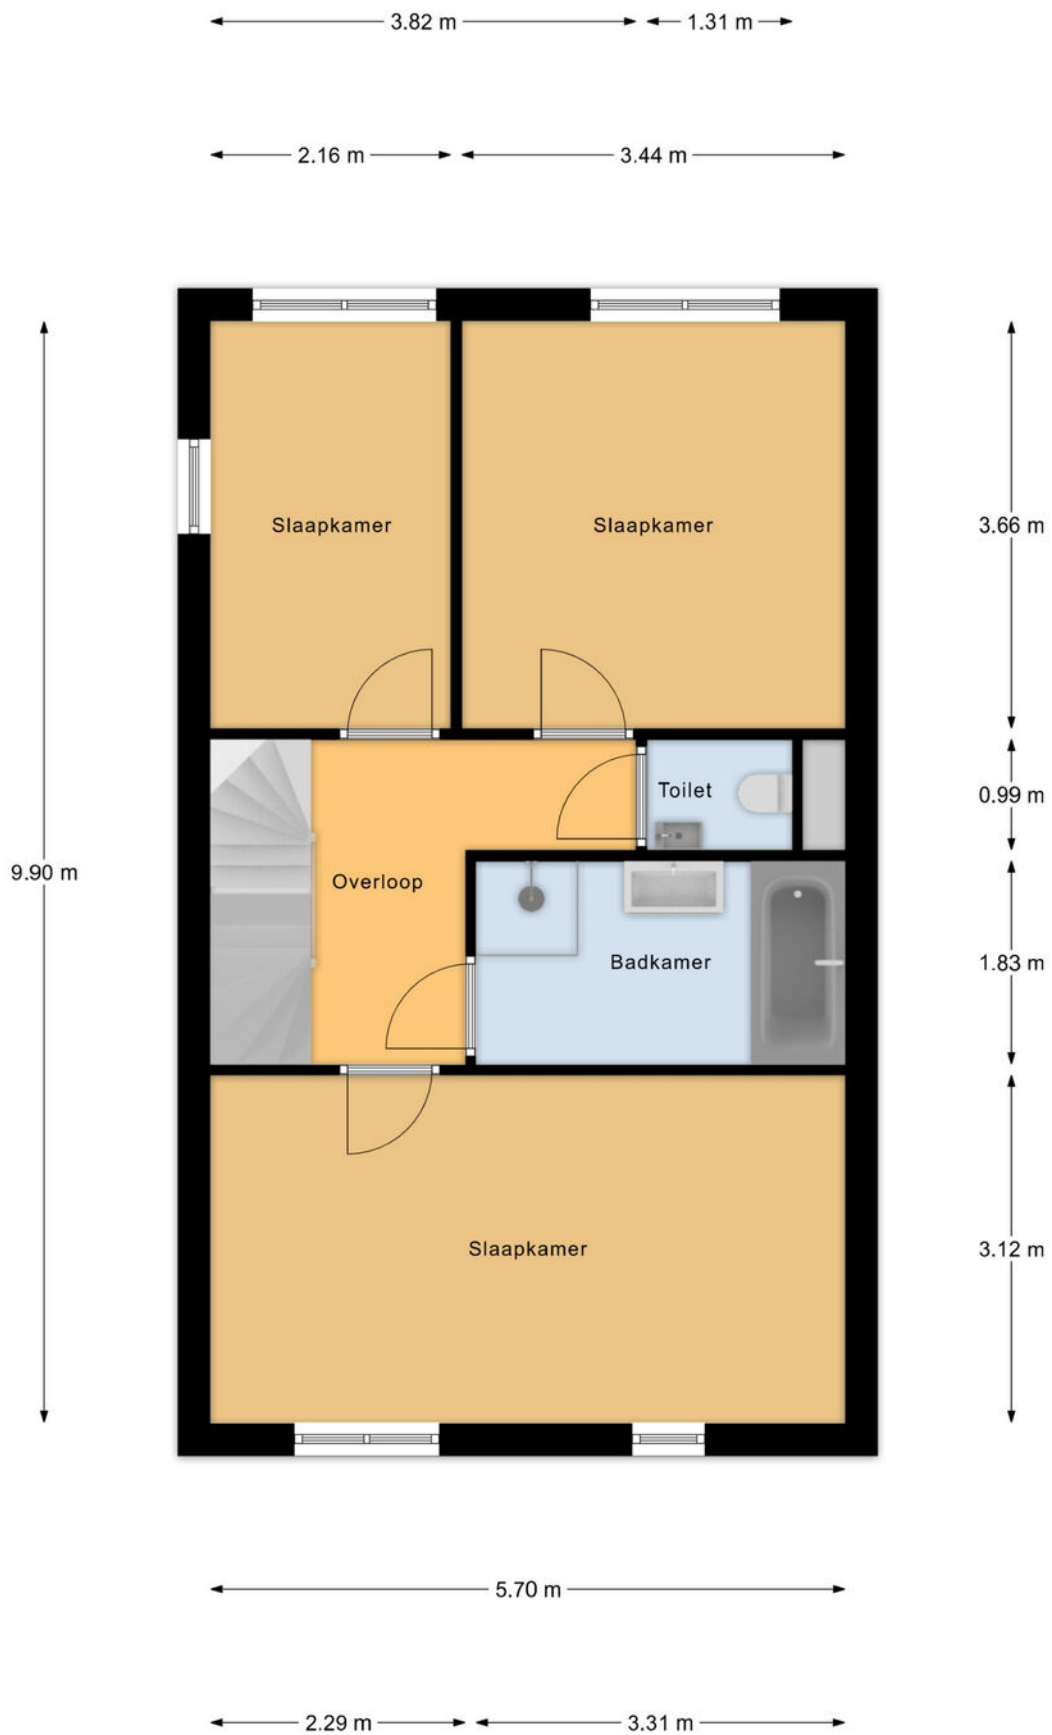 3.82 m
1.31 m
2.16 m
3.44 m
Slaapkamer
Slaapkamer
3.66 m
Toilet
0.99 m
9.90 m
Overloop
Badkamer
1.83 m
Slaapkamer
3.12 m
5.70 m
2.29 m
3.31 m